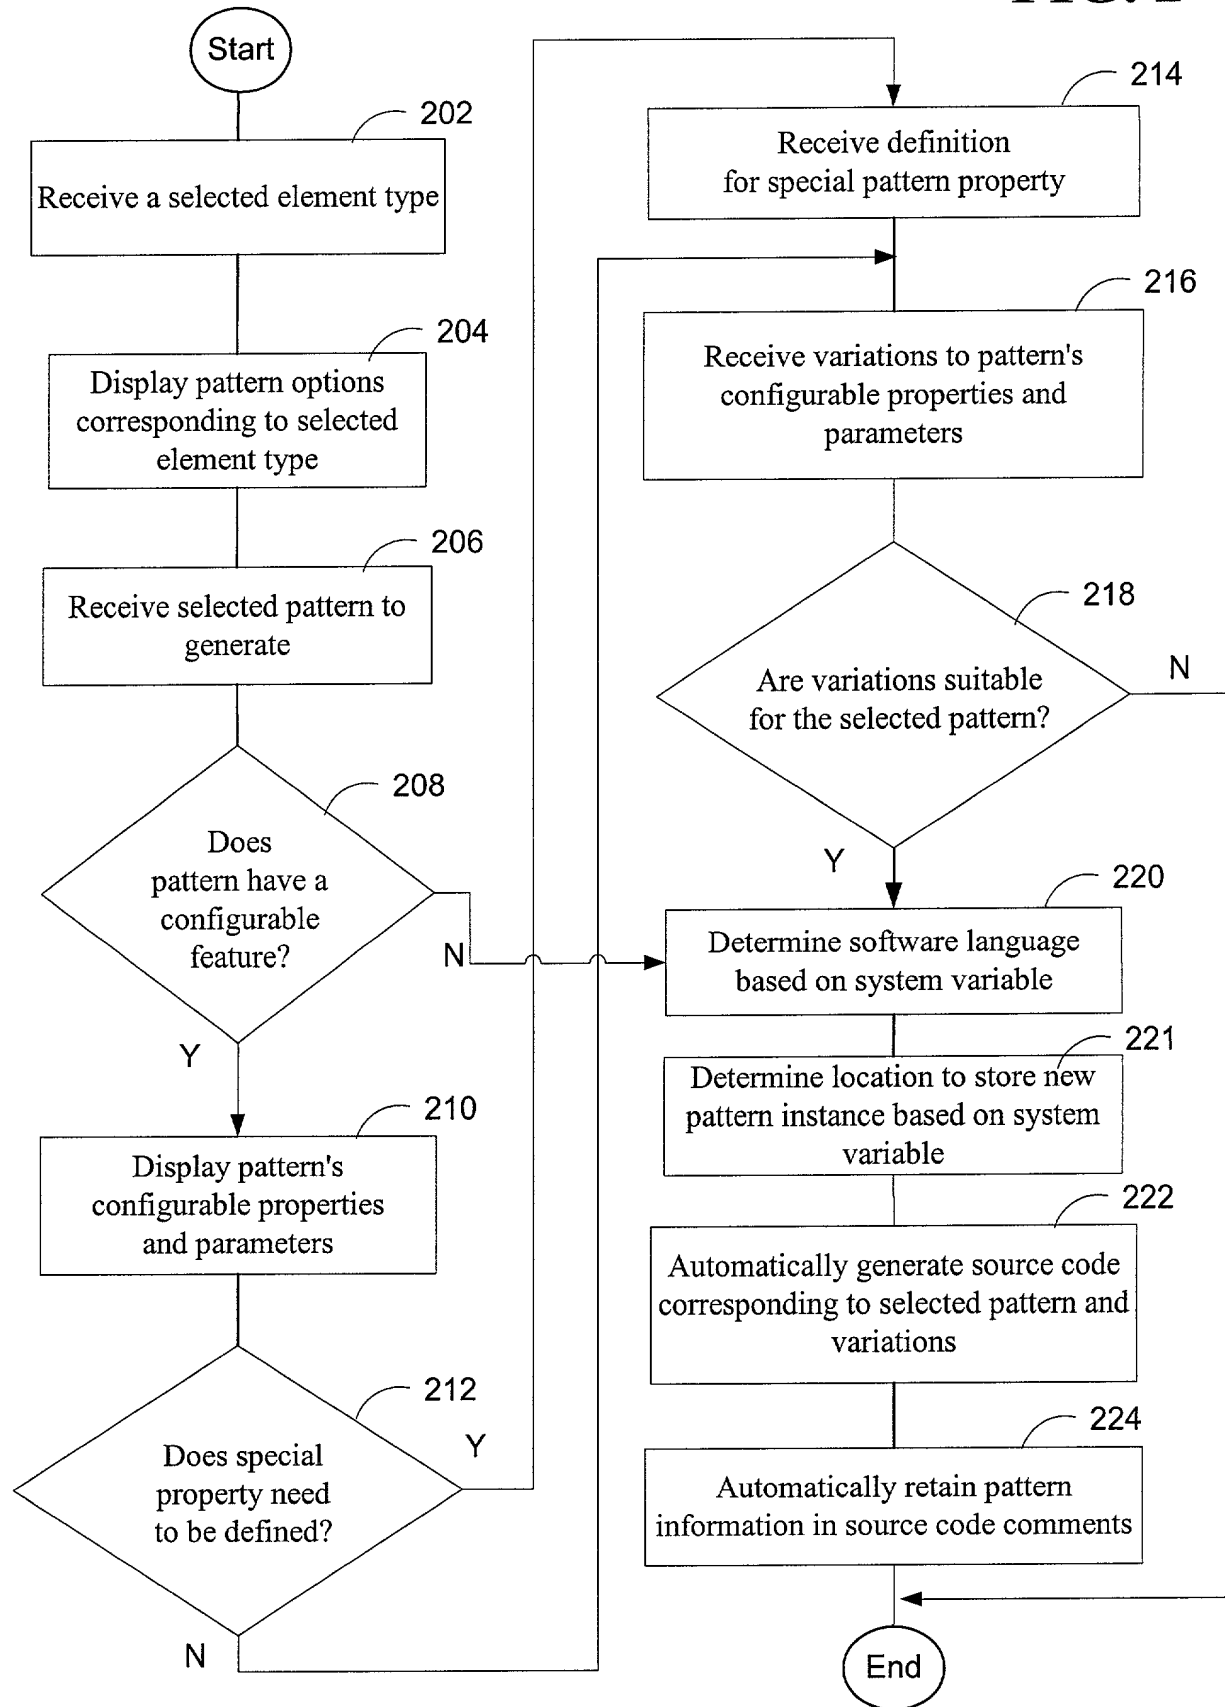 Start
202
Receive a selected element type
204
Display pattern options
corresponding to selected
element type
206
Receive selected pattern to
generate
208
Does
pattern have a
configurable
feature?
N
Y
210
Display pattern's
configurable properties
and parameters
212
Does special
property need
to be defined?
Y
N
214
Receive definition
for special pattern property
216
Receive variations to pattern's
configurable properties and
parameters
218
Are variations suitable
for the selected pattern?
N
Y
220
Determine software language
based on system variable
221
Determine location to store new
pattern instance based on system
variable
222
Automatically generate source code
corresponding to selected pattern and
variations
224
Automatically retain pattern
information in source code comments
End